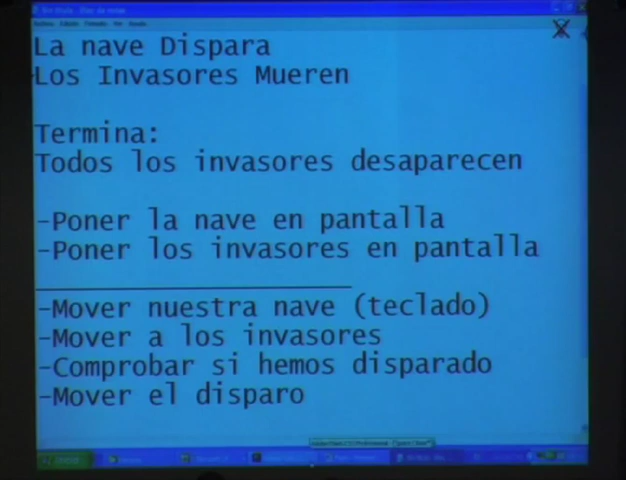 La nave Dispara
Los Invasores Mueren
Termina:
Todos los invasores desaparecen
-Poner la nave en pantalla
-Poner los invasores en pantalla
-Mover nuestra nave (teclado)
-Mover a los invasores
-Comprobar si hemos disparado
-Mover el disparo